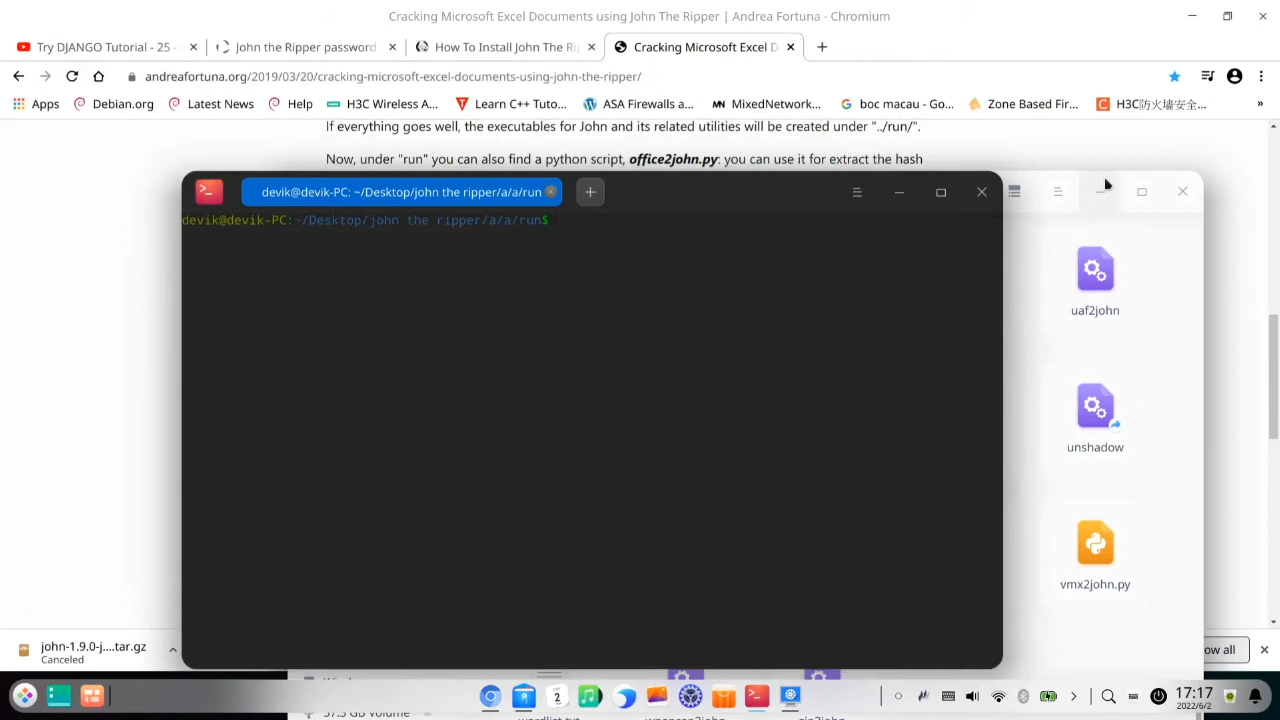 Cracking Microsoft Excel Documents using John The Ripper | Andrea Fortuna - Chromium
Try DJANGO Tutorial - 25 -
John the Ripper password
How To Install John The Ri
Cracking Microsoft Excel D
andreafortuna.org/2019/03/20/cracking-microsoft-excel-documents-using-john-the-ripper/
Apps
Debian.org
Latest News
Help
H3C Wireless A...
Learn C++ Tuto...
ASA Firewalls a...
MixedNetwork...
boc macau - Go...
Zone Based Fir...
H3C防火墙安全...
»
If everything goes well, the executables for John and its related utilities will be created under "../run/".
Now, under "run" you can also find a python script, office2john.py: you can use it for extract the hash
devik@devik-PC: ~/Desktop/john the ripper/a/a/run
devik@devik-PC:~/Desktop/john the ripper/a/a/run$
uaf2john
unshadow
vmx2john.py
john-1.9.0-j....tar.gz
Canceled
ow all
2
17:17
2022/6/2